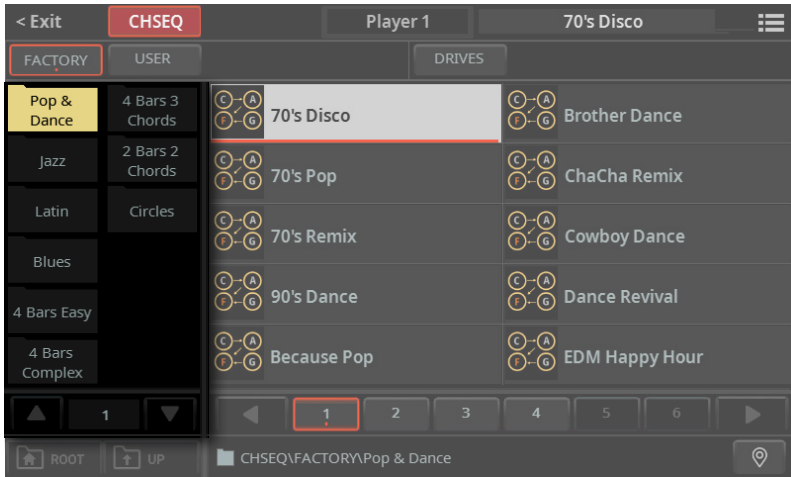 < Exit CHSEQ Player 1 70's Disco
FACTORY USER DRIVES
Pop &
Dance
4 Bars 3
Chords
Jazz
2 Bars 2
Chords
Latin
Circles
Blues
4 Bars Easy
4 Bars
Complex
1
ROOT UP
C A F G 70's Disco
C A F G Brother Dance
C A F G 70's Pop
C A F G ChaCha Remix
C A F G 70's Remix
C A F G Cowboy Dance
C A F G 90's Dance
C A F G Dance Revival
C A F G Because Pop
C A F G EDM Happy Hour
1 2 3 4 5 6
CHSEQ\FACTORY\Pop & Dance